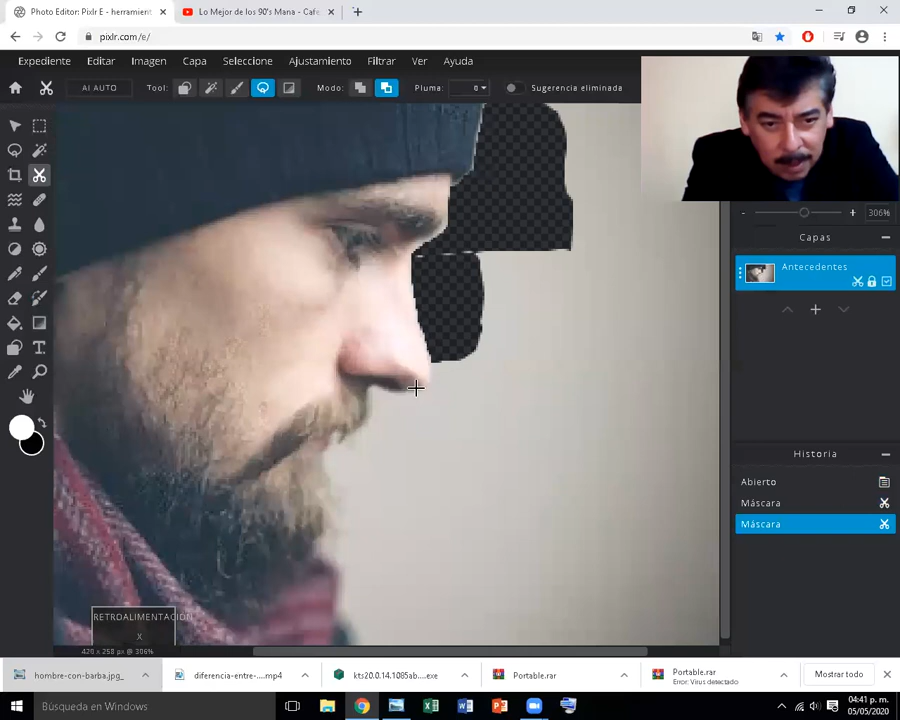 Photo Editor: Pixlr E - herramient
Lo Mejor de los 90's Mana - Cafe
pixlr.com/e/
Expediente Editar Imagen Capa Seleccione Ajustamiento Filtrar Ver Ayuda
AI AUTO Tool: Modo: Pluma: 0 Sugerencia eliminada
- + 306%
Capas
Antecedentes
Historia
Abierto
Máscara
Máscara
RETROALIMENTACIÓN
X
420 x 258 px @ 306%
hombre-con-barba.jpg_
diferencia-entre-....mp4
kts20.0.14.1085ab....exe
Portable.rar
Portable.rar
Error: Virus detectado
Mostrar todo
Búsqueda en Windows
04:41 p. m.
05/05/2020